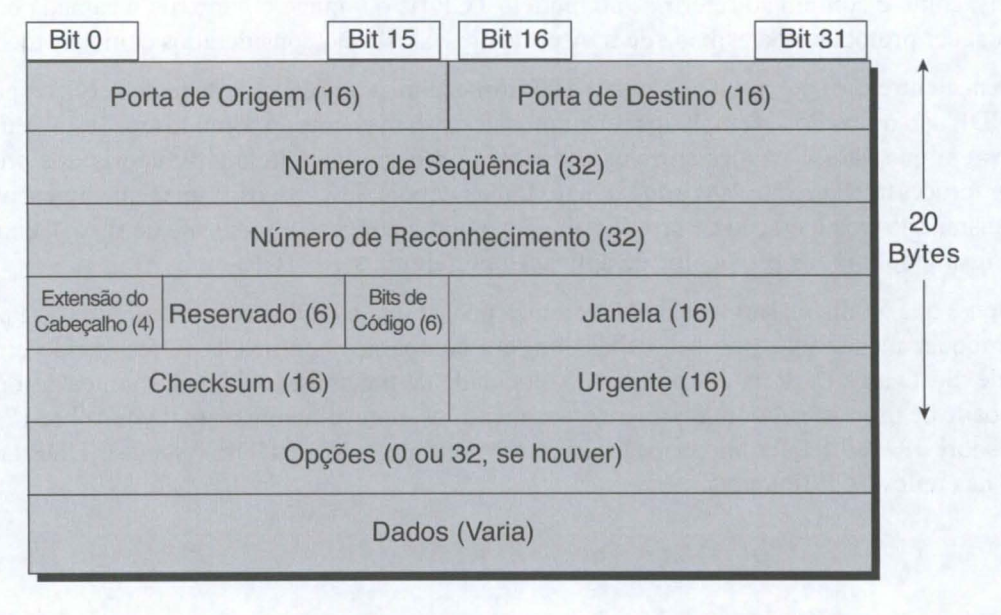 Bit 0
Bit 15
Bit 16
Bit 31
Porta de Origem (16)
Porta de Destino (16)
Número de Seqüência (32)
Número de Reconhecimento (32)
20
Bytes
Extensão do
Cabeçalho (4)
Reservado (6)
Bits de
Código (6)
Janela (16)
Checksum (16)
Urgente (16)
Opções (0 ou 32, se houver)
Dados (Varia)